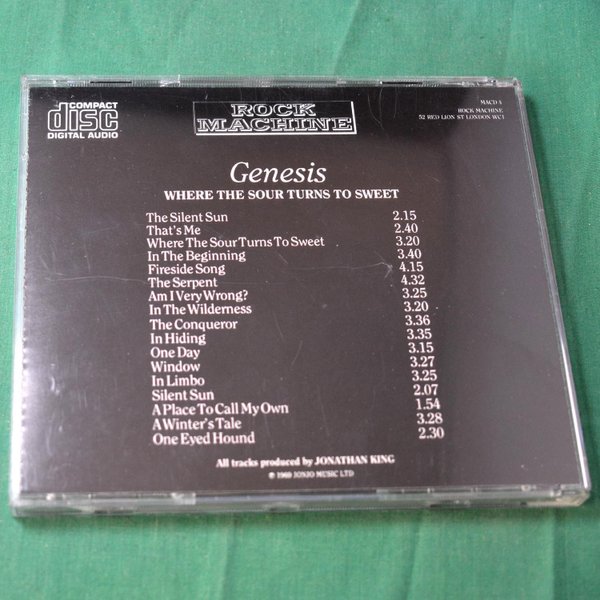 COMPACT
disc
DIGITAL AUDIO
ROCK
MACHINE
MACD 4
ROCK MACHINE
52 RED LION ST LONDON WC1
Genesis
WHERE THE SOUR TURNS TO SWEET
The Silent Sun 2.15
That's Me 2.40
Where The Sour Turns To Sweet 3.20
In The Beginning 3.40
Fireside Song 4.15
The Serpent 4.32
Am I Very Wrong? 3.25
In The Wilderness 3.20
The Conqueror 3.36
In Hiding 3.35
One Day 3.15
Window 3.27
In Limbo 3.25
Silent Sun 2.07
A Place To Call My Own 1.54
A Winter's Tale 3.28
One Eyed Hound 2.30
All tracks produced by JONATHAN KING
℗ 1969 JONJO MUSIC LTD